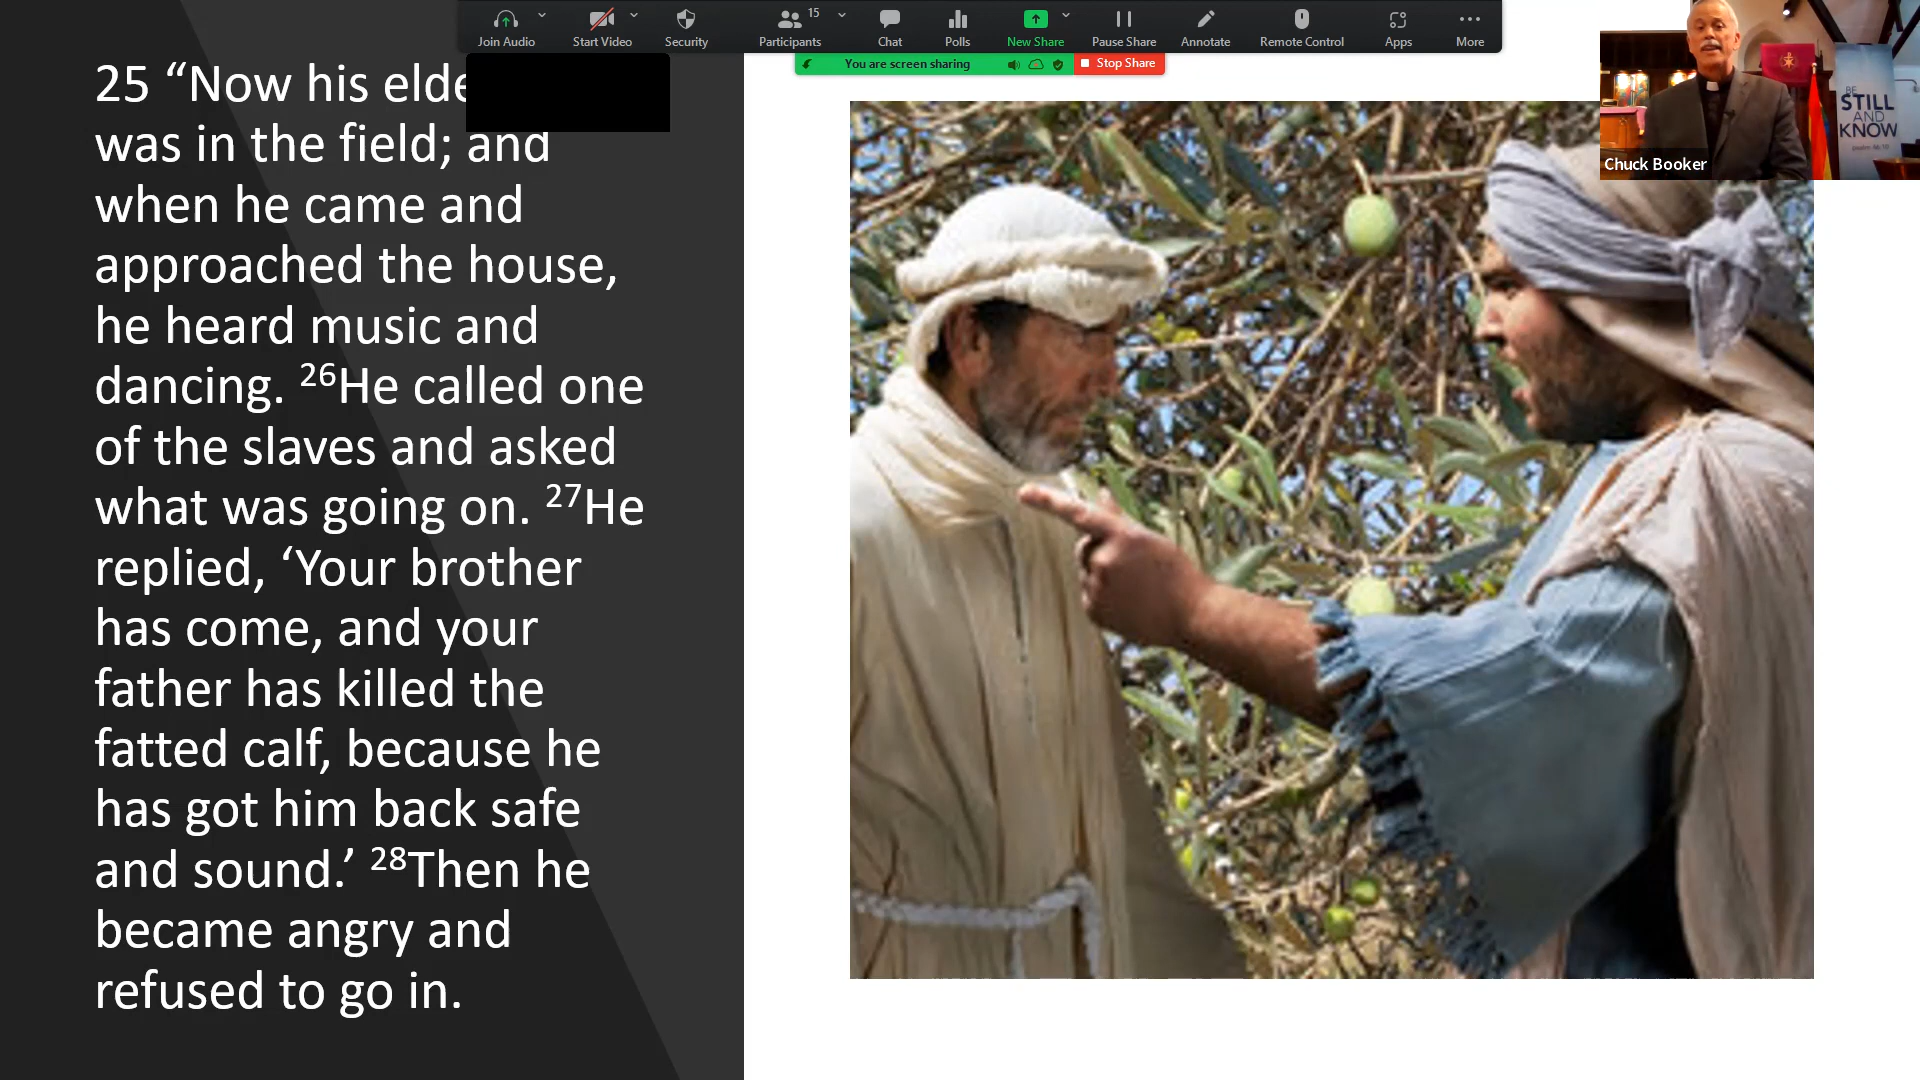 15
Join Audio Start Video Security Participants Chat Polls New Share Pause Share Annotate Remote Control Apps More
You are screen sharing Stop Share
25 “Now his elde
was in the field; and
when he came and
approached the house,
he heard music and
dancing. 26He called one
of the slaves and asked
what was going on. 27He
replied, ‘Your brother
has come, and your
father has killed the
fatted calf, because he
has got him back safe
and sound.’ 28Then he
became angry and
refused to go in.
BE
STILL
AND
KNOW
Chuck Booker